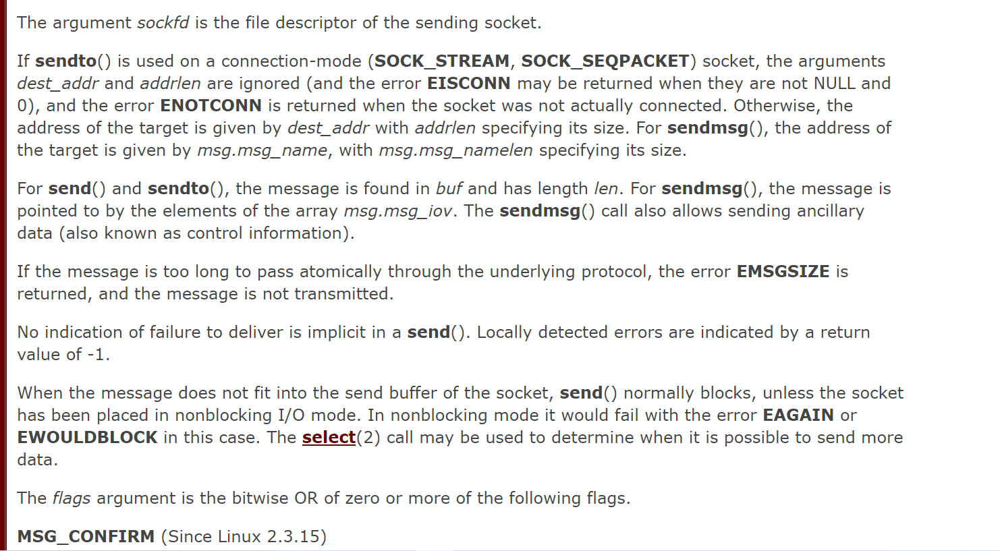 The argument sockfd is the file descriptor of the sending socket.
If sendto() is used on a connection-mode (SOCK_STREAM, SOCK_SEQPACKET) socket, the arguments
dest_addr and addrlen are ignored (and the error EISCONN may be returned when they are not NULL and
0), and the error ENOTCONN is returned when the socket was not actually connected. Otherwise, the
address of the target is given by dest_addr with addrlen specifying its size. For sendmsg(), the address of
the target is given by msg.msg_name, with msg.msg_namelen specifying its size.
For send() and sendto(), the message is found in buf and has length len. For sendmsg(), the message is
pointed to by the elements of the array msg.msg_iov. The sendmsg() call also allows sending ancillary
data (also known as control information).
If the message is too long to pass atomically through the underlying protocol, the error EMSGSIZE is
returned, and the message is not transmitted.
No indication of failure to deliver is implicit in a send(). Locally detected errors are indicated by a return
value of -1.
When the message does not fit into the send buffer of the socket, send() normally blocks, unless the socket
has been placed in nonblocking I/O mode. In nonblocking mode it would fail with the error EAGAIN or
EWOULDBLOCK in this case. The select(2) call may be used to determine when it is possible to send more
data.
The flags argument is the bitwise OR of zero or more of the following flags.
MSG_CONFIRM (Since Linux 2.3.15)